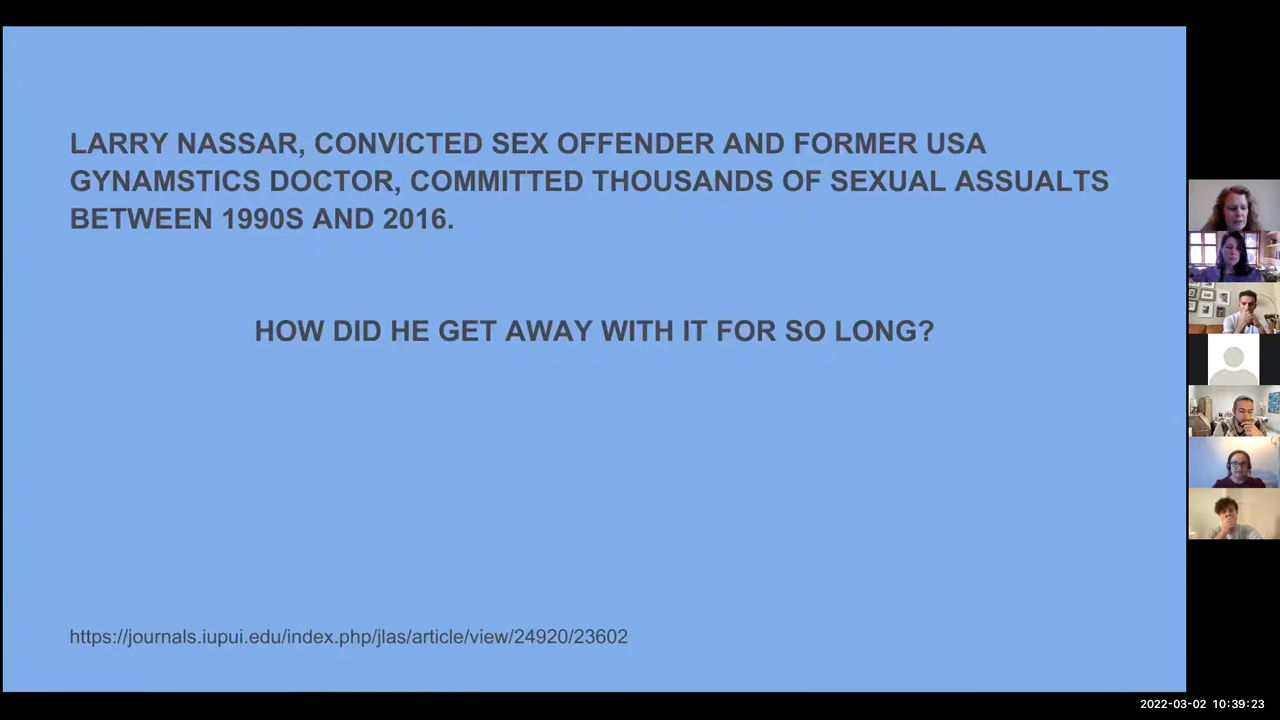 LARRY NASSAR, CONVICTED SEX OFFENDER AND FORMER USA
GYNAMSTICS DOCTOR, COMMITTED THOUSANDS OF SEXUAL ASSUALTS
BETWEEN 1990S AND 2016.
HOW DID HE GET AWAY WITH IT FOR SO LONG?
https://journals.iupui.edu/index.php/jlas/article/view/24920/23602
2022-03-02 10:39:23